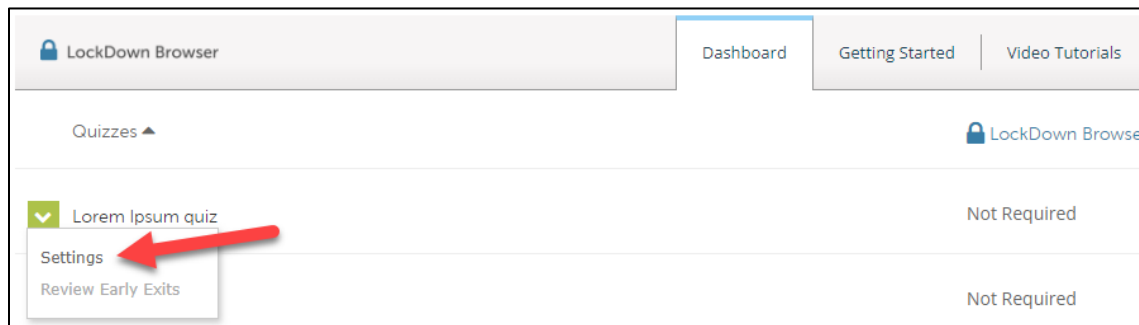 LockDown Browser
Dashboard
Getting Started
Video Tutorials
Quizzes
LockDown Browse
Lorem Ipsum quiz
Not Required
Settings
Review Early Exits
Not Required